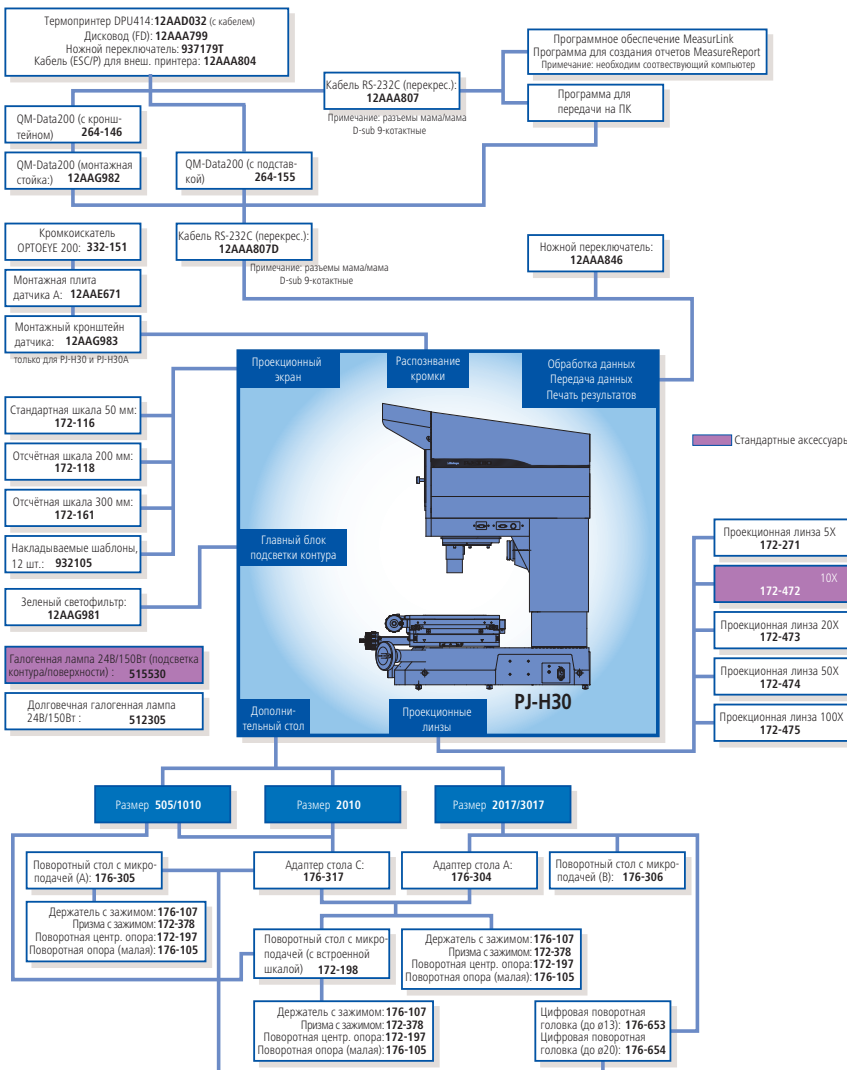 Термопринтер DPU414: 12AAD032 (с кабелем)
Дисковод (FD): 12AAA799
Ножной переключатель: 937179T
Кабель (ESC/P) для внеш. принтера: 12AAA804
Программное обеспечение MeasurLink
Программа для создания отчетов MeasureReport
Примечание: необходим соотвествующий компьютер
Кабель RS-232C (перекрес.):
12AAA807
Примечание: разъемы мама/мама
D-sub 9-котактные
Программа для
передачи на ПК
QM-Data200 (с кронш-
тейном) 264-146
QM-Data200 (монтажная
стойка:) 12AAG982
QM-Data200 (с подстав-
кой) 264-155
Кромкоискатель
OPTOEYE 200: 332-151
Кабель RS-232C (перекрес.):
12AAA807D
Примечание: разъемы мама/мама
D-sub 9-котактные
Ножной переключатель:
12AAA846
Монтажная плита
датчика A: 12AAE671
Монтажный кронштейн
датчика: 12AAG983
только для PJ-H30 и PJ-H30A
Проекционный
экран
Распознвание
кромки
Обработка данных
Передача данных
Печать результатов
Стандартная шкала 50 мм:
172-116
Отсчётная шкала 200 мм:
172-118
Отсчётная шкала 300 мм:
172-161
Накладываемые шаблоны,
12 шт.: 932105
Зеленый светофильтр:
12AAG981
Галогенная лампа 24В/150Вт (подсветка
контура/поверхности) : 515530
Долговечная галогенная лампа
24В/150Вт : 512305
Главный блок
подсветки контура
Стандартные аксессуары
Проекционная линза 5X
172-271
10X
172-472
Проекционная линза 20X
172-473
Проекционная линза 50X
172-474
Проекционная линза 100X
172-475
PJ-H30
Дополни-
тельный стол
Проекционные
линзы
Размер 505/1010
Размер 2010
Размер 2017/3017
Поворотный стол с микро-
подачей (A): 176-305
Адаптер стола C:
176-317
Адаптер стола A:
176-304
Поворотный стол с микро-
подачей (B): 176-306
Держатель с зажимом: 176-107
Призма с зажимом: 172-378
Поворотная центр. опора: 172-197
Поворотная опора (малая): 176-105
Поворотный стол с микро-
подачей (с встроенной
шкалой) 172-198
Держатель с зажимом: 176-107
Призма с зажимом: 172-378
Поворотная центр. опора: 172-197
Поворотная опора (малая): 176-105
Держатель с зажимом: 176-107
Призма с зажимом: 172-378
Поворотная центр. опора: 172-197
Поворотная опора (малая): 176-105
Цифровая поворотная
головка (до ø13): 176-653
Цифровая поворотная
головка (до ø20): 176-654